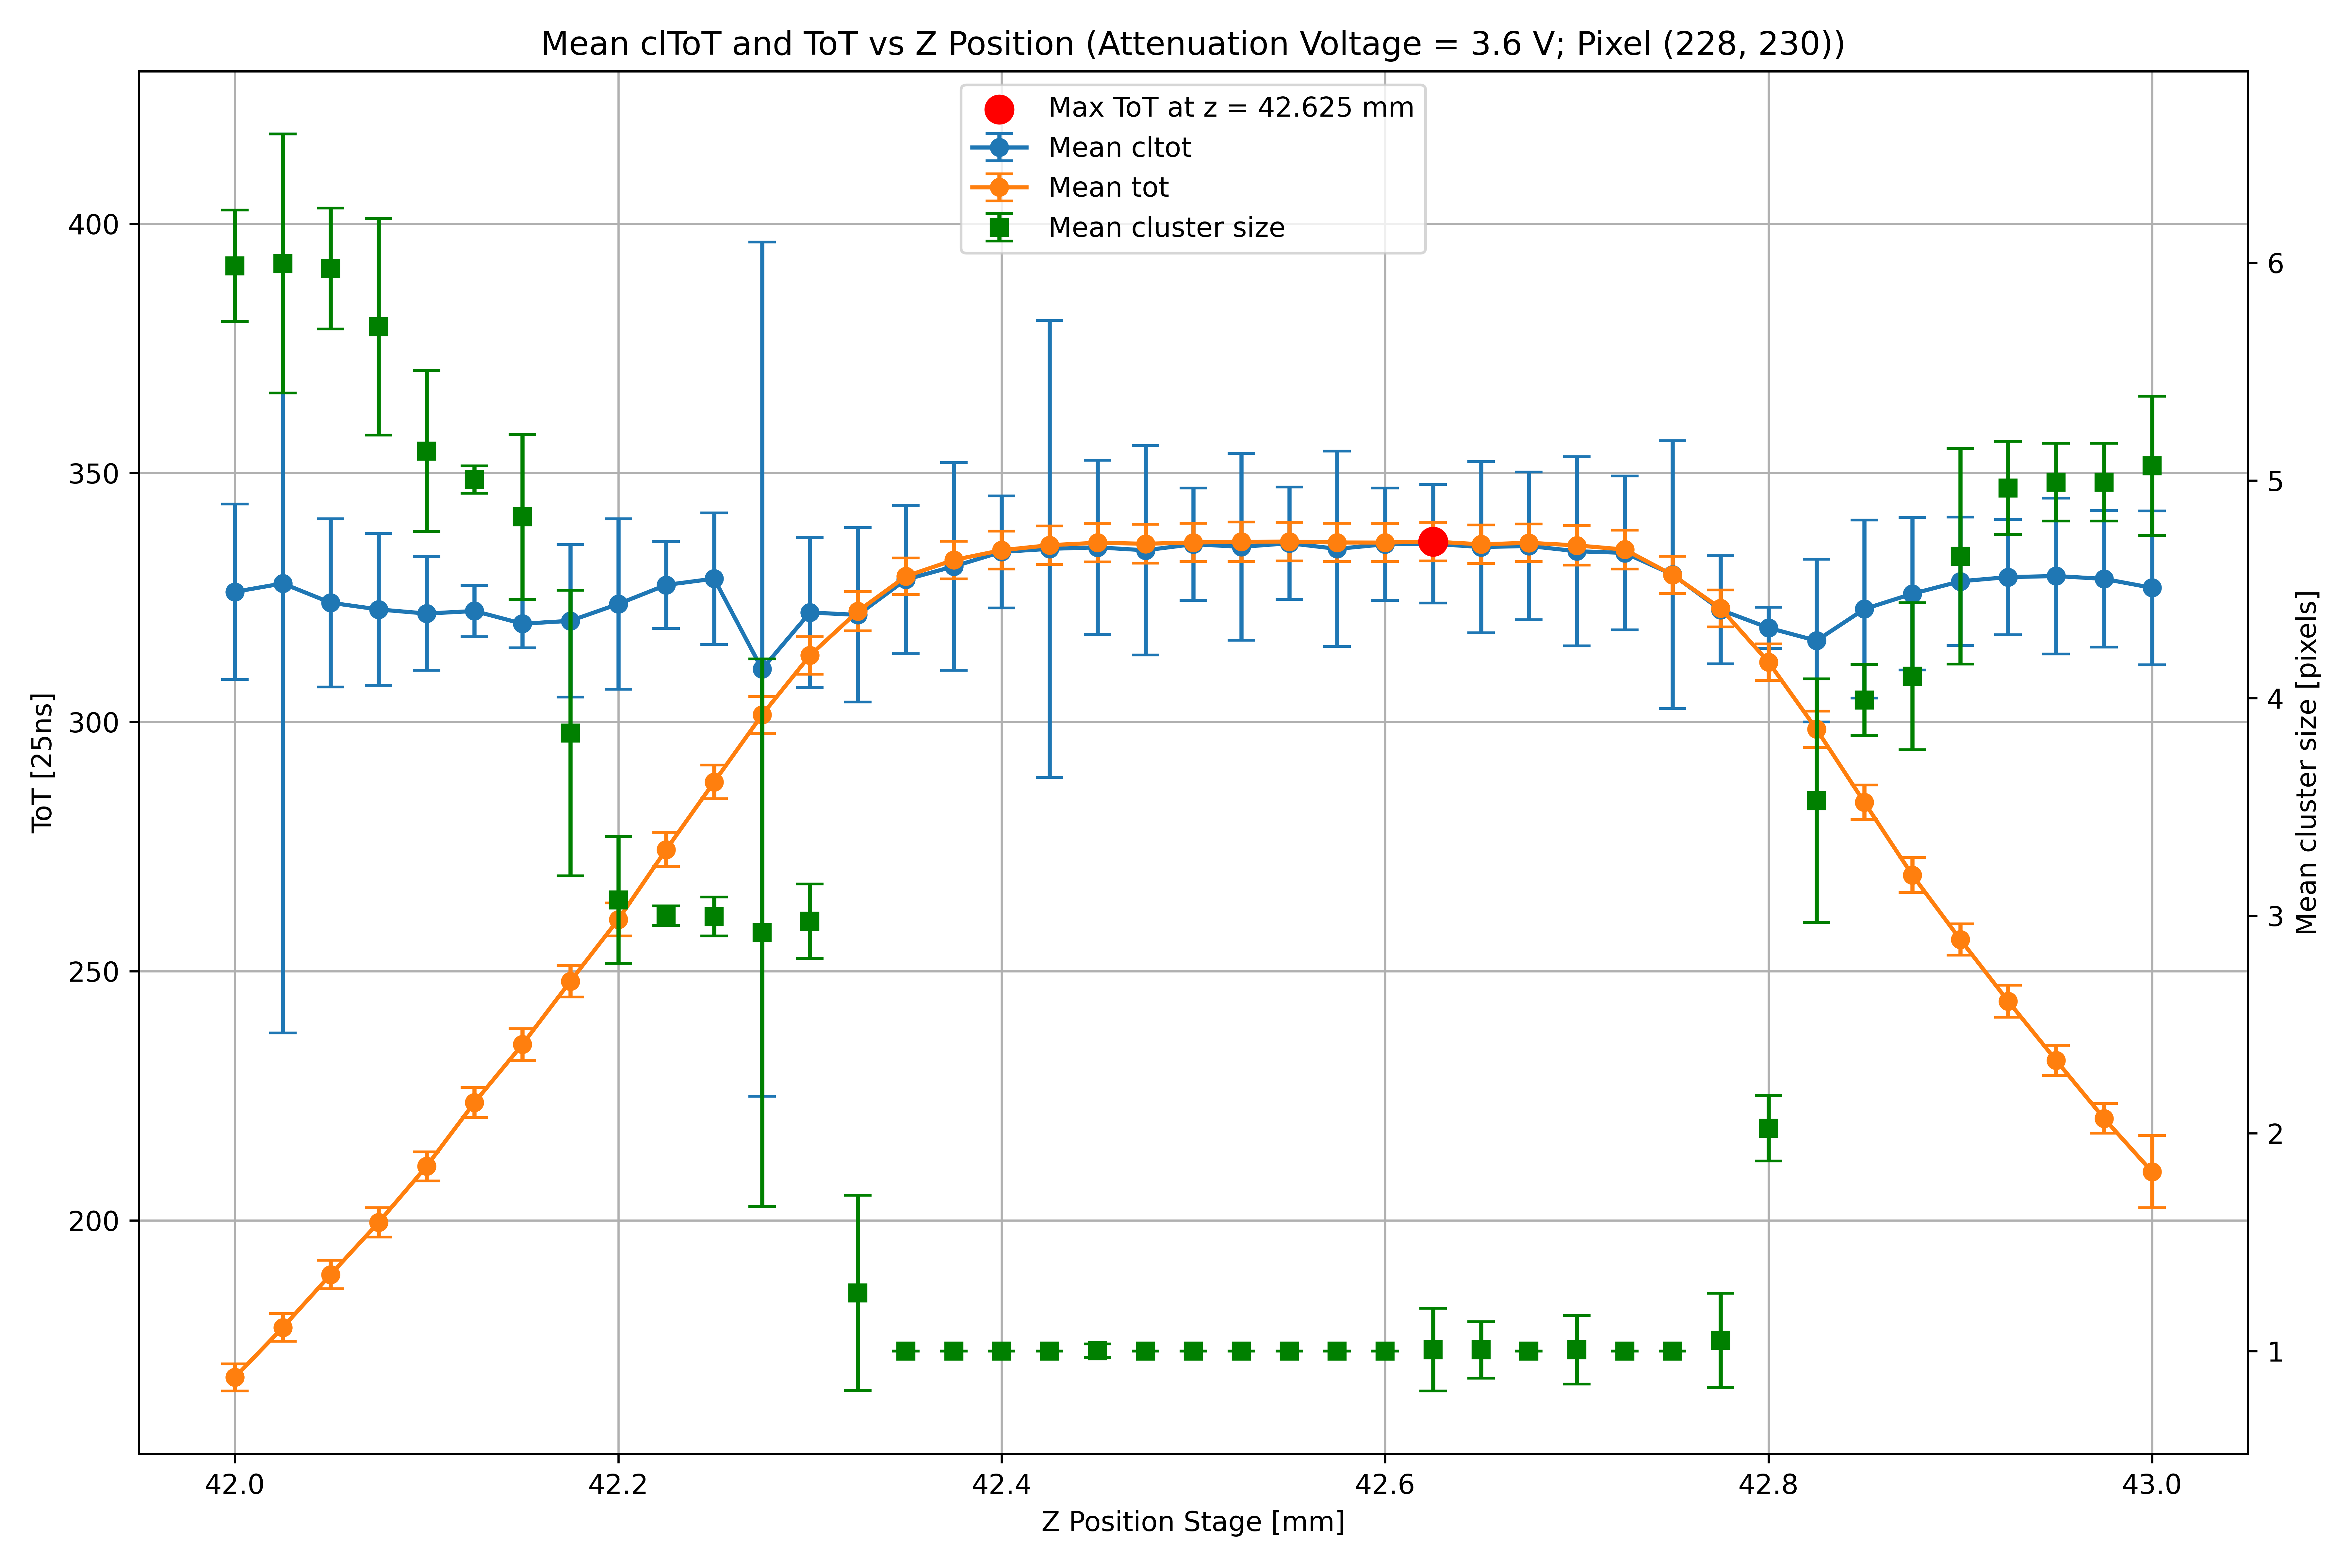 Mean clToT and ToT vs Z Position (Attenuation Voltage = 3.6 V; Pixel (228, 230))
Max ToT at z = 42.625 mm
Mean cltot
Mean tot
Mean cluster size
ToT [25ns]
400
350
300
250
200
Mean cluster size [pixels]
6
5
4
3
2
1
42.0
42.2
42.4
42.6
42.8
43.0
Z Position Stage [mm]